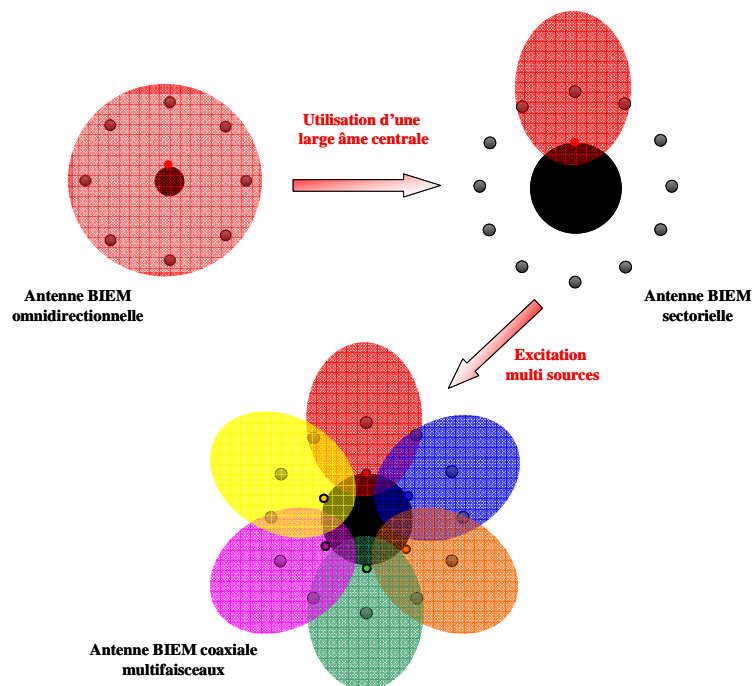 Utilisation d'une
large âme centrale
Antenne BIEM
omnidirectionnelle
Antenne BIEM
sectorielle
Excitation
multi sources
Antenne BIEM coaxiale
multifaisceaux